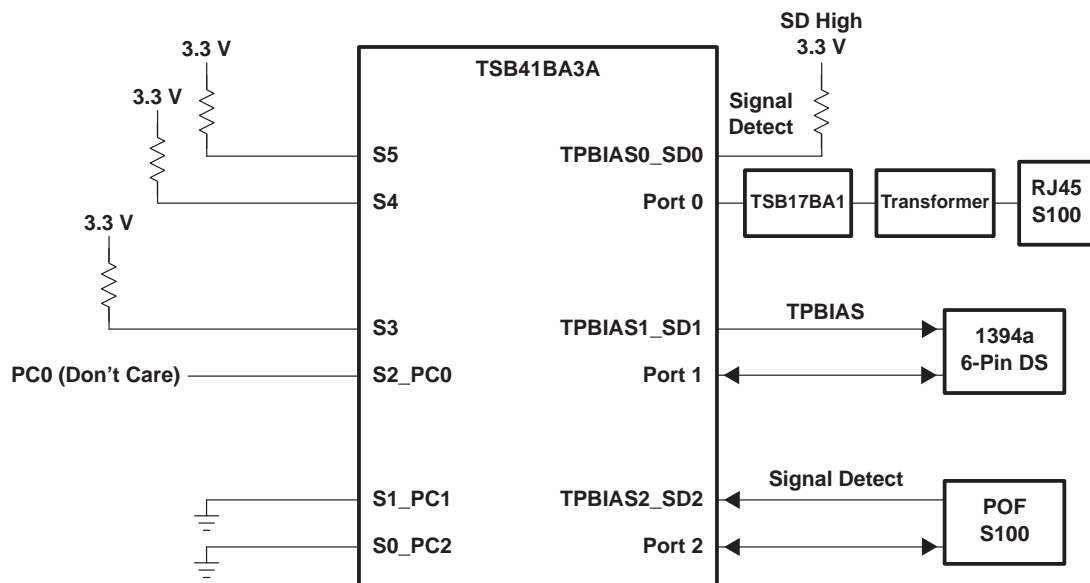 SD High
3.3 V
3.3 V
TSB41BA3A
3.3 V
Signal
Detect
S5
TPBIAS0_SD0
S4
Port 0
TSB17BA1
Transformer
RJ45
S100
3.3 V
S3
TPBIAS1_SD1
TPBIAS
1394a
6-Pin DS
PC0 (Don't Care)
S2_PC0
Port 1
S1_PC1
TPBIAS2_SD2
Signal Detect
POF
S100
S0_PC2
Port 2